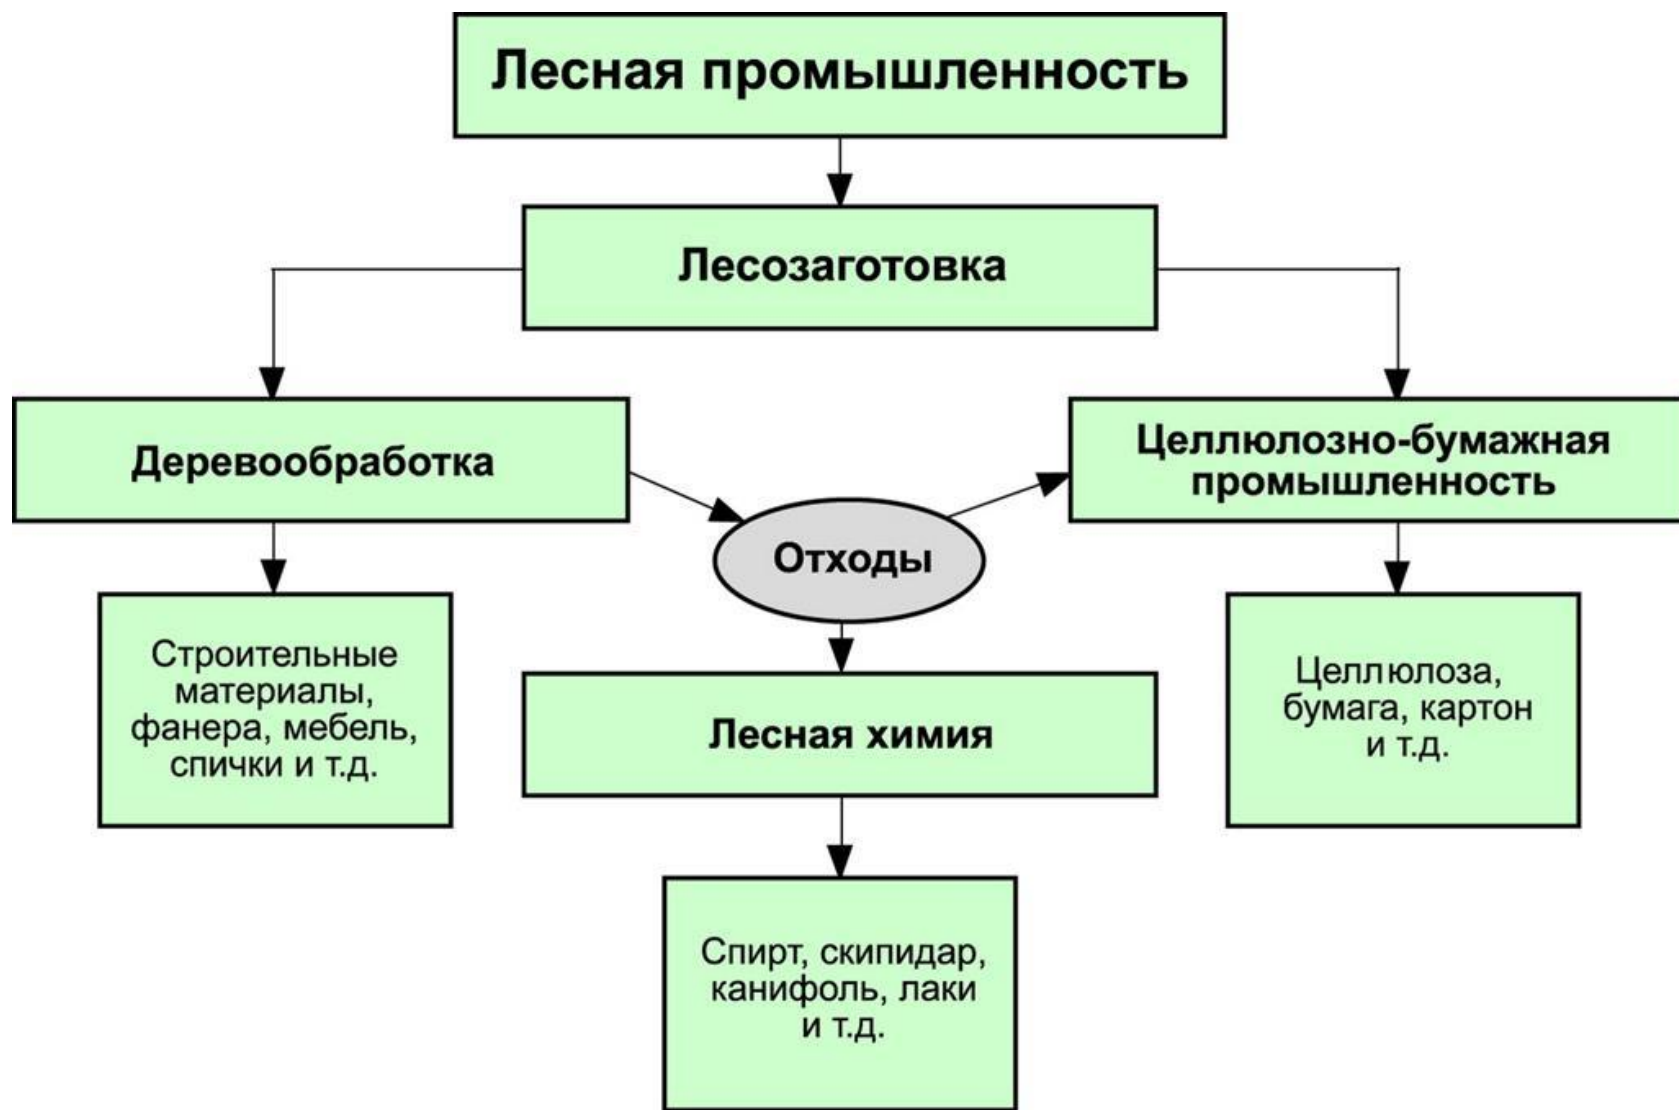 Лесная промышленность
Лесозаготовка
Деревообработка
Целлюлозно-бумажная
промышленность
Отходы
Строительные
материалы,
фанера, мебель,
спички и т.д.
Лесная химия
Целлюлоза,
бумага, картон
и т.д.
Спирт, скипидар,
канифоль, лаки
и т.д.